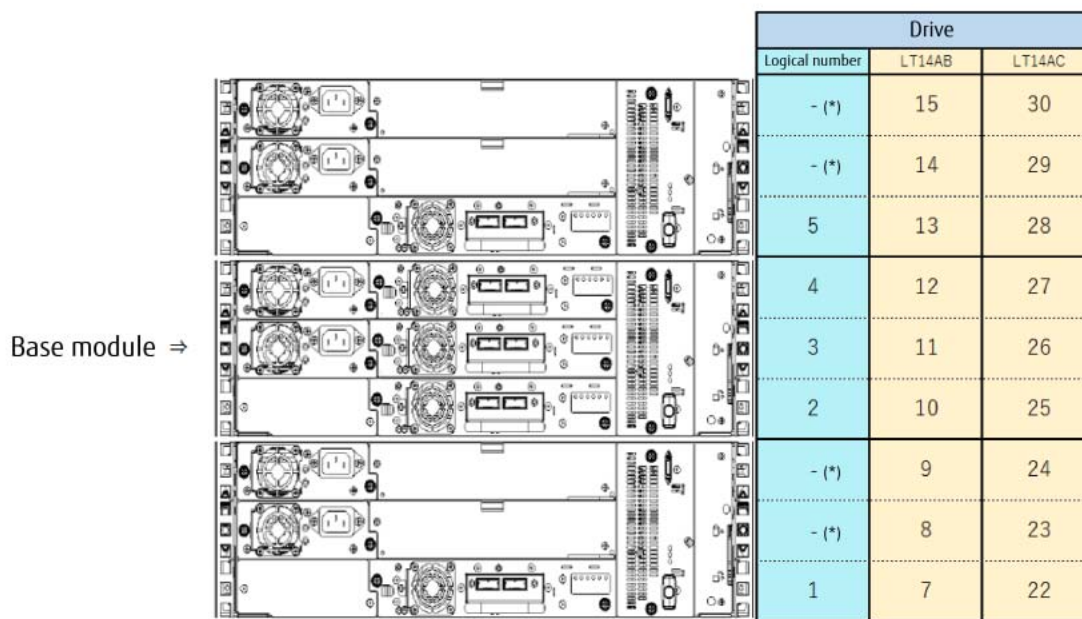 Drive
Logical number LT14AB LT14AC
- (*) 15 30
- (*) 14 29
5 13 28
4 12 27
Base module ⇒ 3 11 26
2 10 25
- (*) 9 24
- (*) 8 23
1 7 22